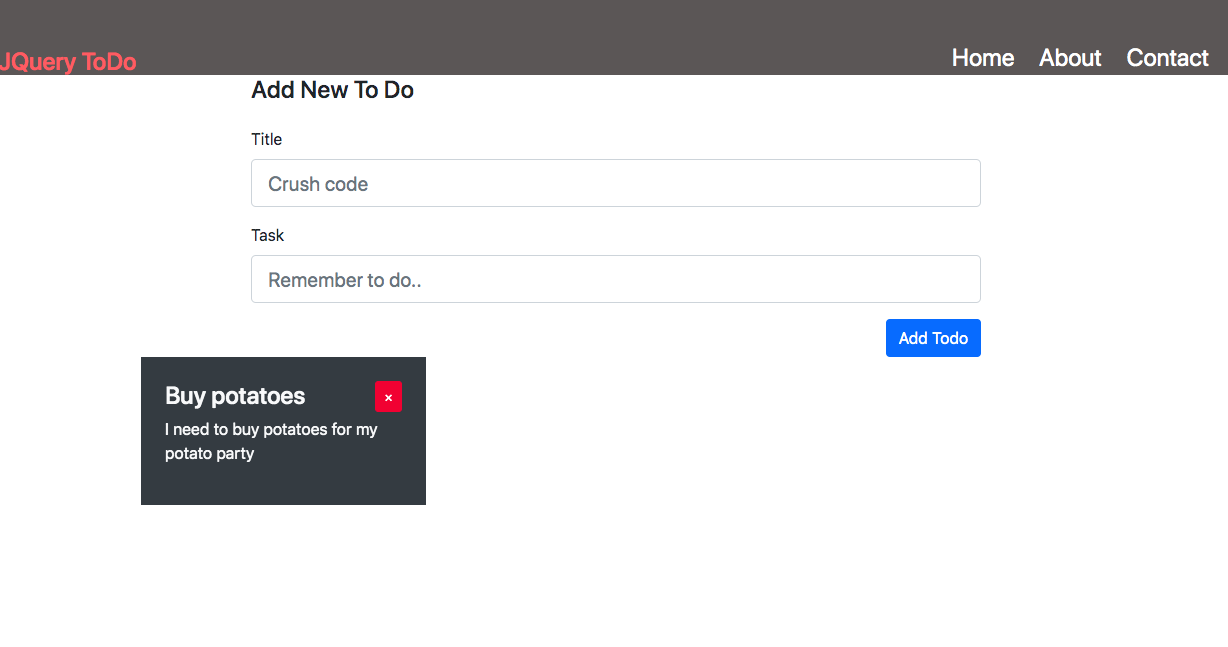 JQuery ToDo
Home About Contact
Add New To Do
Title
Crush code
Task
Remember to do..
Add Todo
Buy potatoes
×
I need to buy potatoes for my
potato party